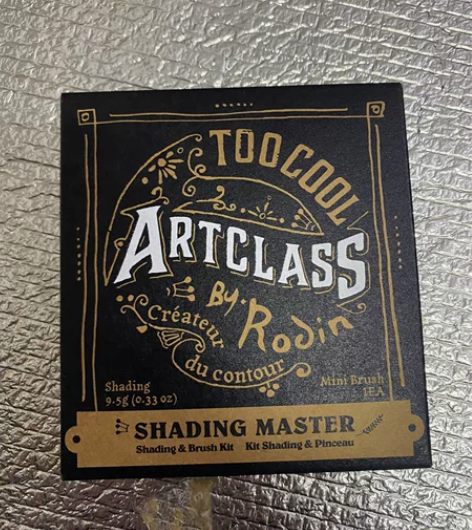 TOO COOL
ARTCLASS
By. Rodin
Créateur
du contour
Shading
9.5g (0.33 oz)
Mini Brush
1EA
SHADING MASTER
Shading & Brush Kit Kit Shading & Pinceau